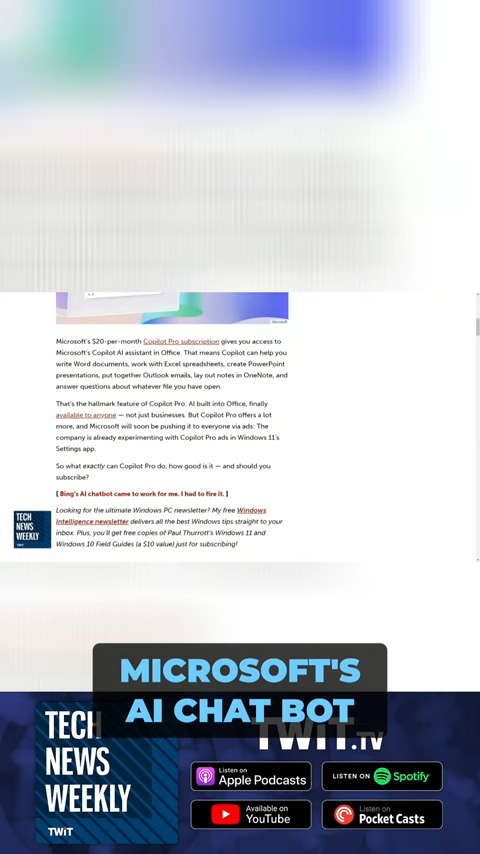 Microsoft
Microsoft's $20-per-month Copilot Pro subscription gives you access to
Microsoft's Copilot AI assistant in Office. That means Copilot can help you
write Word documents, work with Excel spreadsheets, create PowerPoint
presentations, put together Outlook emails, lay out notes in OneNote, and
answer questions about whatever file you have open.
That's the hallmark feature of Copilot Pro: AI built into Office, finally
available to anyone — not just businesses. But Copilot Pro offers a lot
more, and Microsoft will soon be pushing it to everyone via ads: The
company is already experimenting with Copilot Pro ads in Windows 11's
Settings app.
So what exactly can Copilot Pro do, how good is it — and should you
subscribe?
[ Bing's AI chatbot came to work for me. I had to fire it. ]
Looking for the ultimate Windows PC newsletter? My free Windows
Intelligence newsletter delivers all the best Windows tips straight to your
inbox. Plus, you'll get free copies of Paul Thurrott's Windows 11 and
Windows 10 Field Guides (a $10 value) just for subscribing!
TECH
NEWS
WEEKLY
TWiT
MICROSOFT'S
AI CHAT BOT
TECH
NEWS
WEEKLY
TWiT
TWiT.TV
Listen on
Apple Podcasts
LISTEN ON
Spotify
Available on
YouTube
Listen on
Pocket Casts